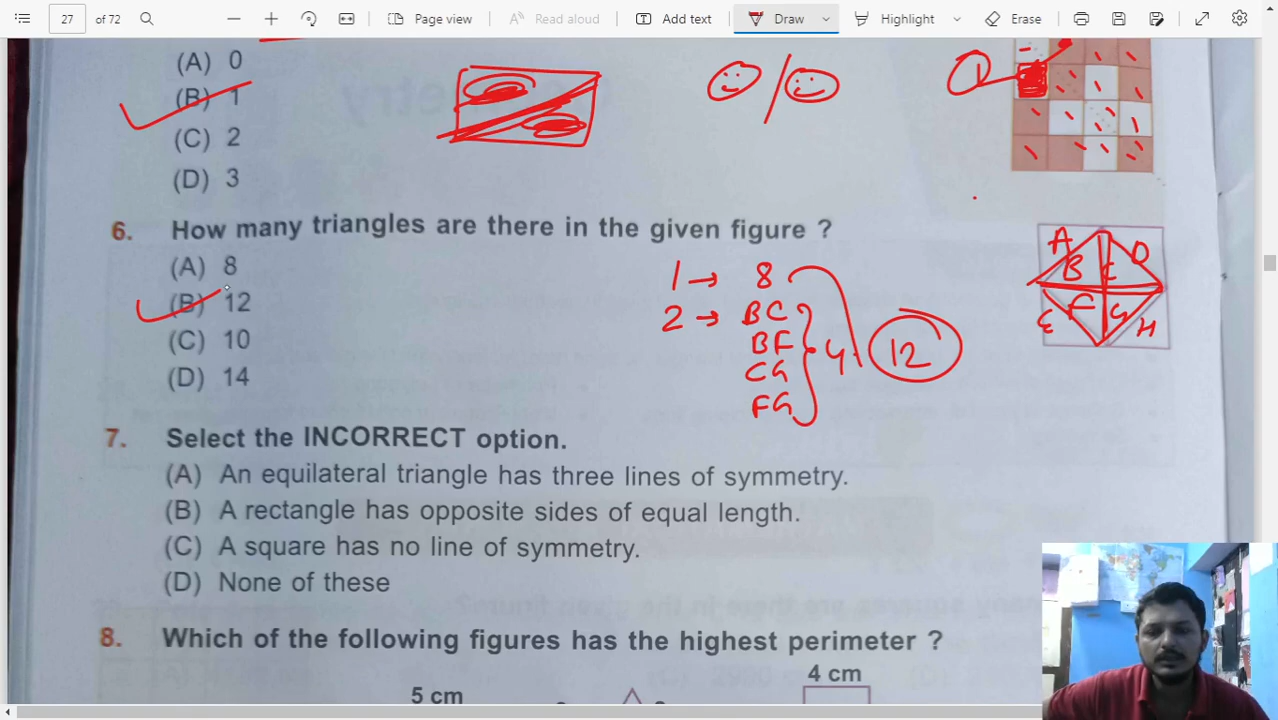 27 of 72 Page view Read aloud Add text Draw Highlight Erase
(A) 0
(B) 1
(C) 2
(D) 3
1
6. How many triangles are there in the given figure ?
(A) 8
(B) 12
(C) 10
(D) 14
1 → 8
2 → BC
BF
CG
FG
4
12
A B C D
E F G H
7. Select the INCORRECT option.
(A) An equilateral triangle has three lines of symmetry.
(B) A rectangle has opposite sides of equal length.
(C) A square has no line of symmetry.
(D) None of these
8. Which of the following figures has the highest perimeter ?
5 cm
4 cm